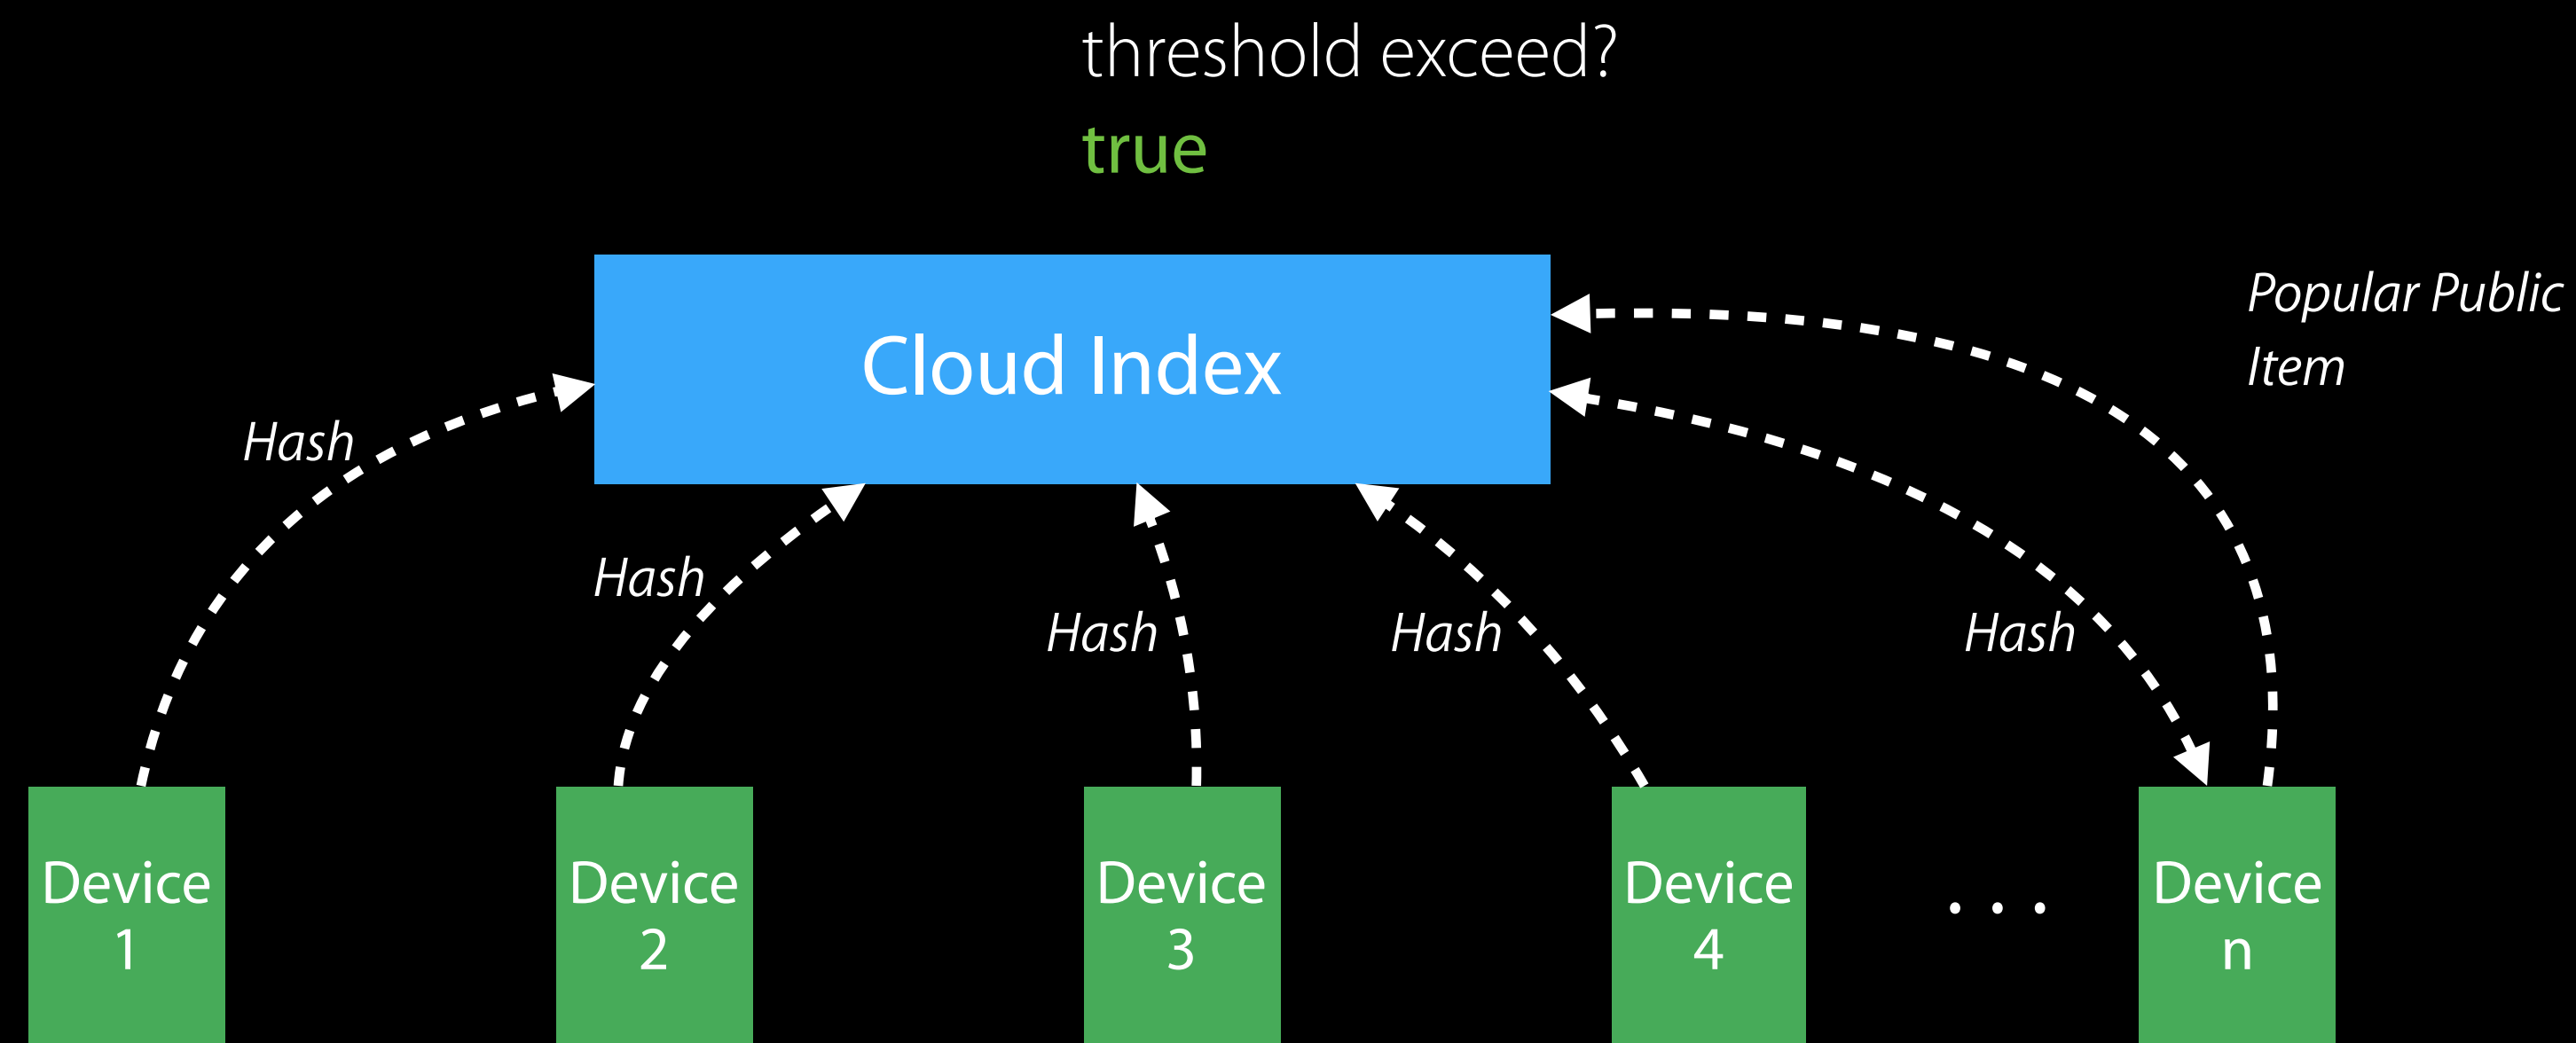 threshold exceed?
true
Popular Public
Item
Cloud Index
Hash
Hash
Hash
Hash
Hash
Device
1
Device
2
Device
3
Device
4
. . .
Device
n